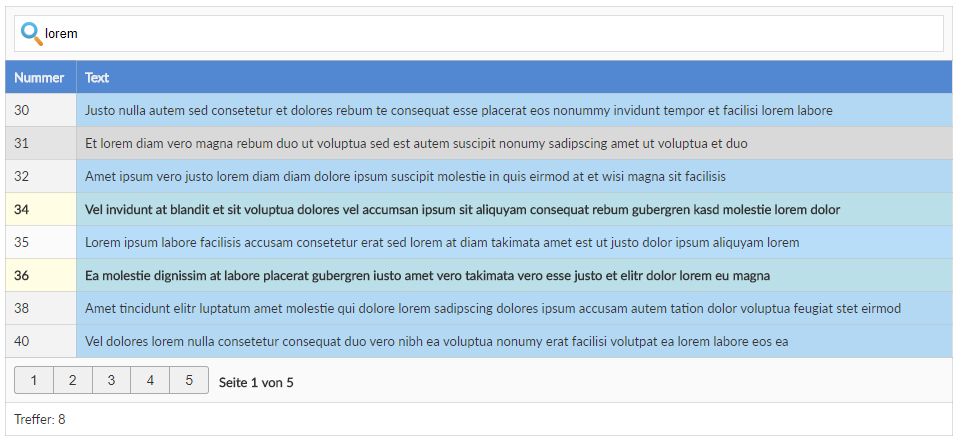 lorem
Nummer Text
30 Justo nulla autem sed consetetur et dolores rebum te consequat esse placerat eos nonummy invidunt tempor et facilisi lorem labore
31 Et lorem diam vero magna rebum duo ut voluptua sed est autem suscipit nonumy sadipscing amet ut voluptua et duo
32 Amet ipsum vero justo lorem diam diam dolore ipsum suscipit molestie in quis eirmod at et wisi magna sit facilisis
34 Vel invidunt at blandit et sit voluptua dolores vel accumsan ipsum sit aliquyam consequat rebum gubergren kasd molestie lorem dolor
35 Lorem ipsum labore facilisis accusam consetetur erat sed lorem at diam takimata amet est ut justo dolor ipsum aliquyam lorem
36 Ea molestie dignissim at labore placerat gubergren iusto amet vero takimata vero esse justo et elitr dolor lorem eu magna
38 Amet tincidunt elitr luptatum amet molestie qui dolore lorem sadipscing dolores ipsum accusam autem tation dolor voluptua feugiat stet eirmod
40 Vel dolores lorem nulla consetetur consequat duo vero nibh ea voluptua nonumy erat facilisi volutpat ea lorem labore eos ea
1 2 3 4 5 Seite 1 von 5
Treffer: 8